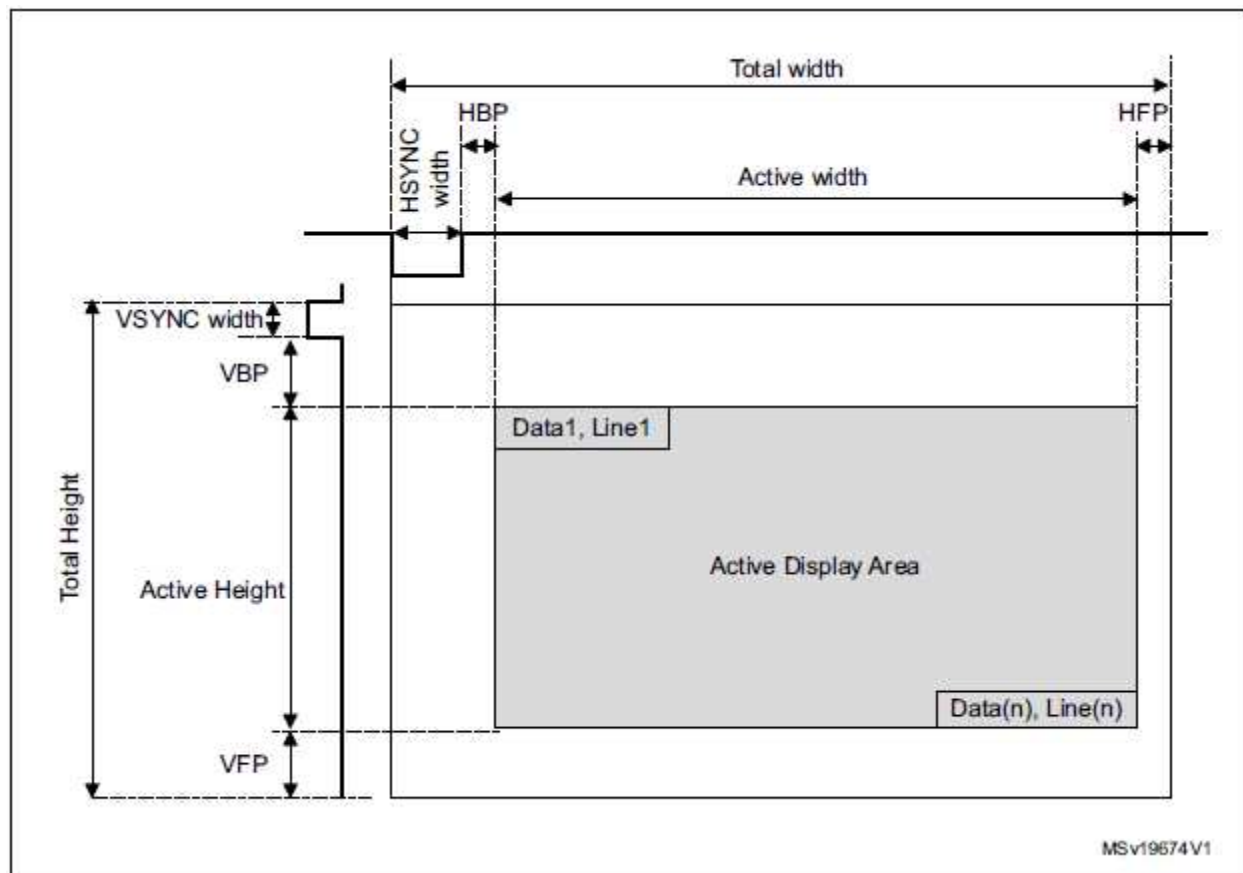 Total width
HBP
HFP
HSYNC
width
Active width
VSYNC width
VBP
Data1, Line1
Total Height
Active Height
Active Display Area
Data(n), Line(n)
VFP
MSv19674V1